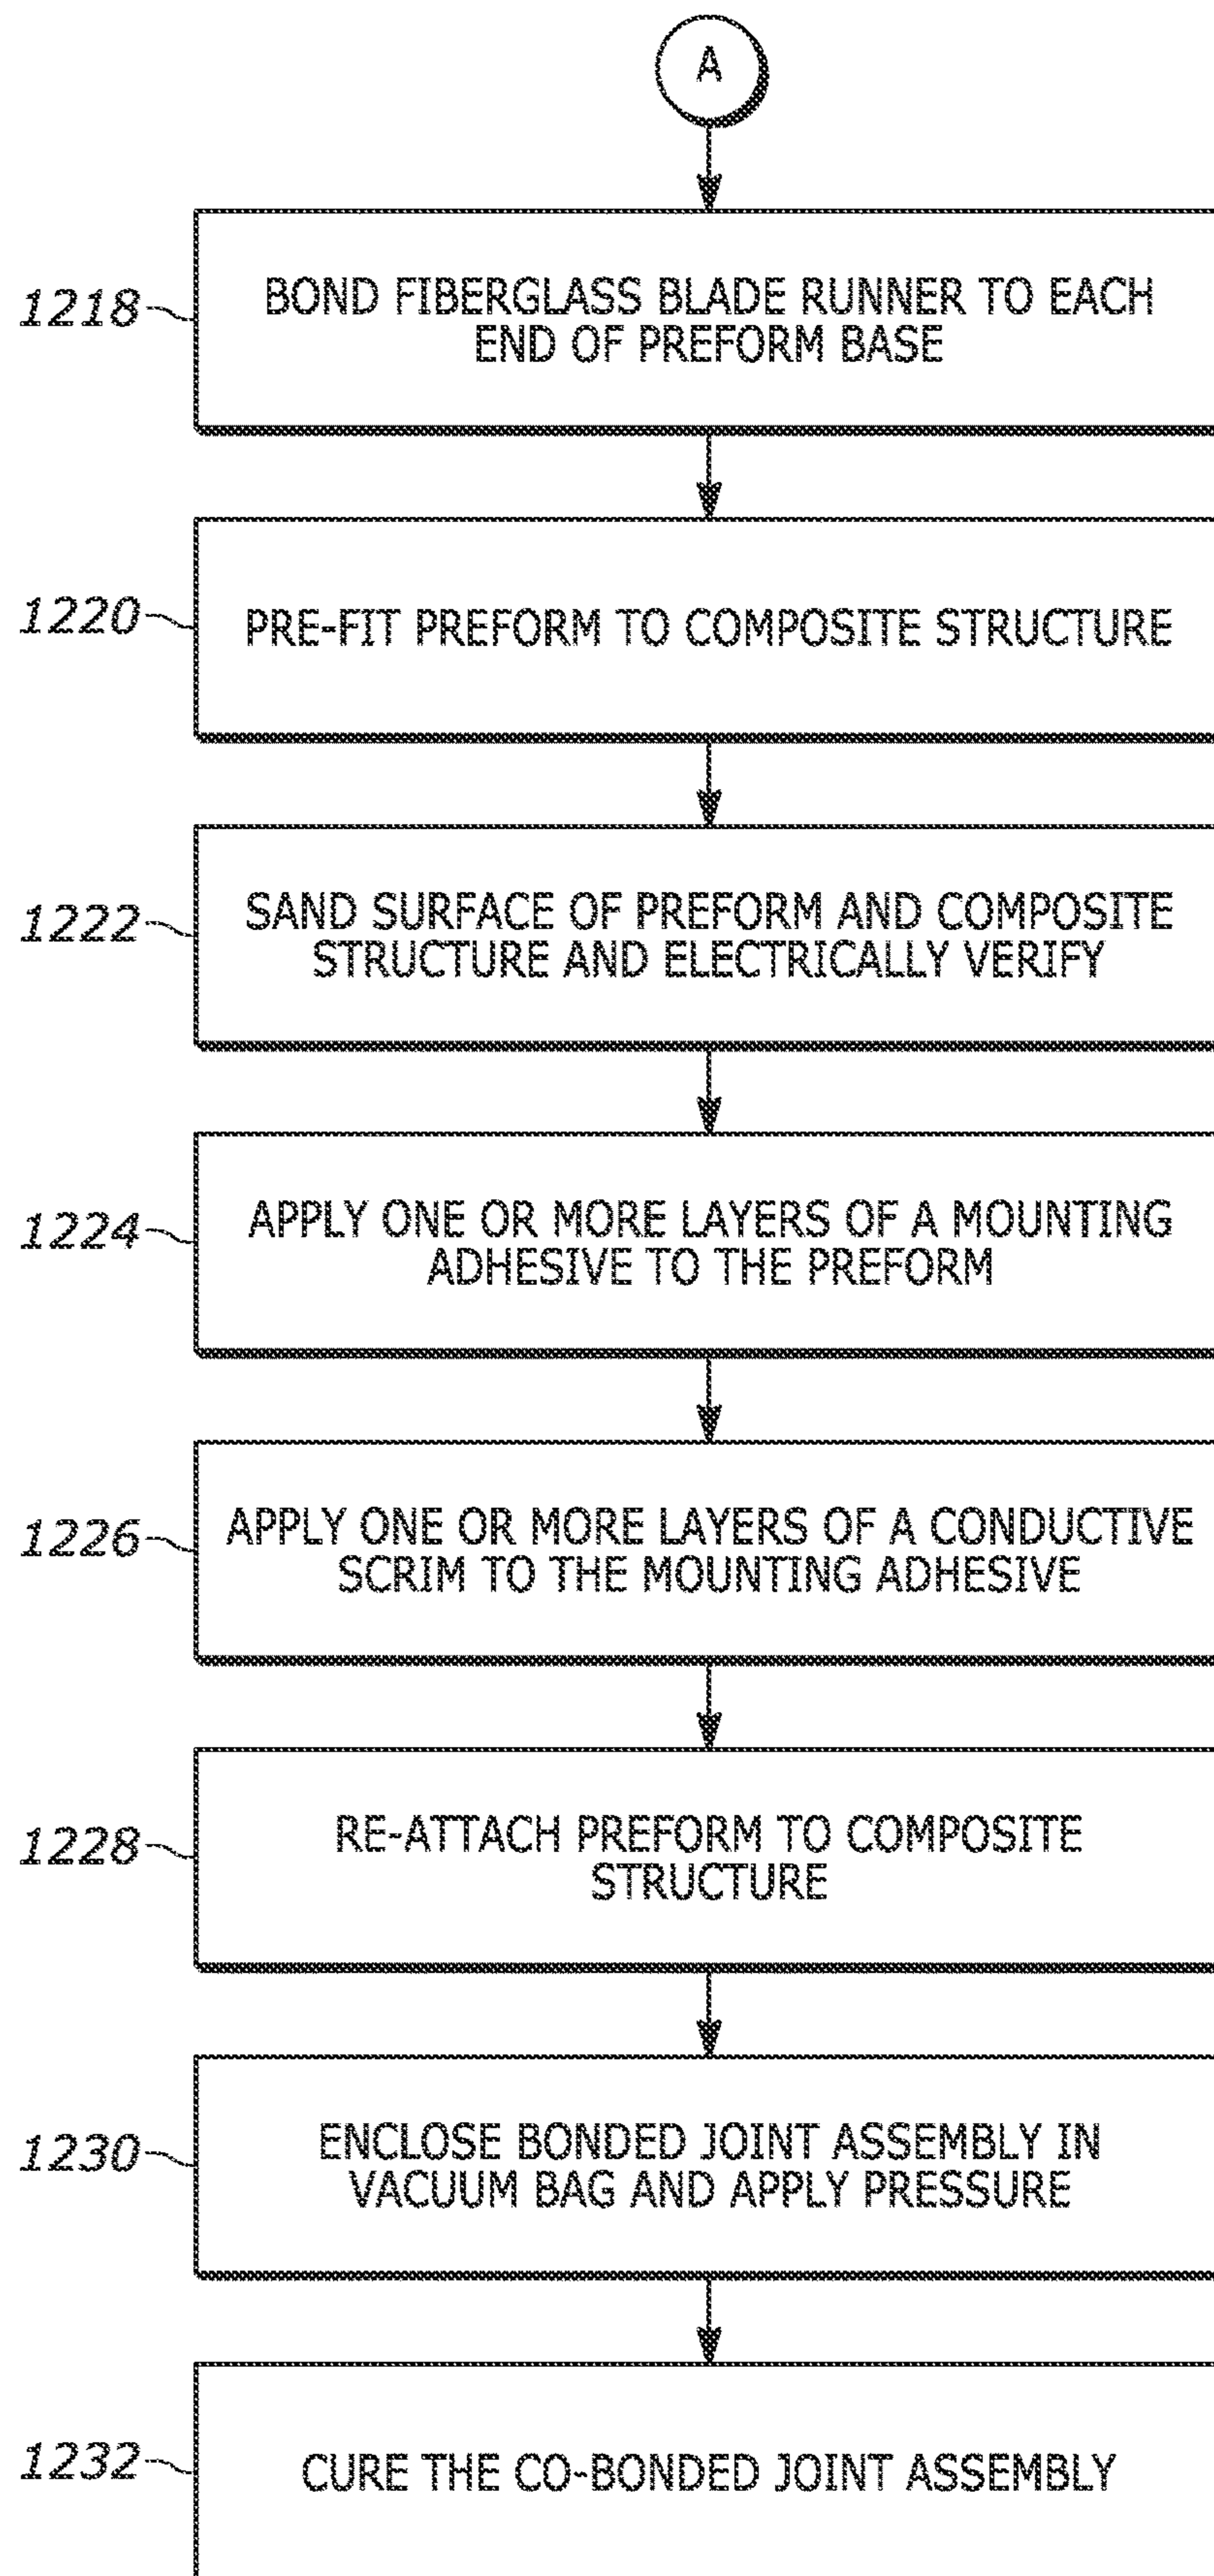 A
1218
BOND FIBERGLASS BLADE RUNNER TO EACH
END OF PREFORM BASE
1220
PRE-FIT PREFORM TO COMPOSITE STRUCTURE
1222
SAND SURFACE OF PREFORM AND COMPOSITE
STRUCTURE AND ELECTRICALLY VERIFY
1224
APPLY ONE OR MORE LAYERS OF A MOUNTING
ADHESIVE TO THE PREFORM
1226
APPLY ONE OR MORE LAYERS OF A CONDUCTIVE
SCRIM TO THE MOUNTING ADHESIVE
1228
RE-ATTACH PREFORM TO COMPOSITE
STRUCTURE
1230
ENCLOSE BONDED JOINT ASSEMBLY IN
VACUUM BAG AND APPLY PRESSURE
1232
CURE THE CO-BONDED JOINT ASSEMBLY